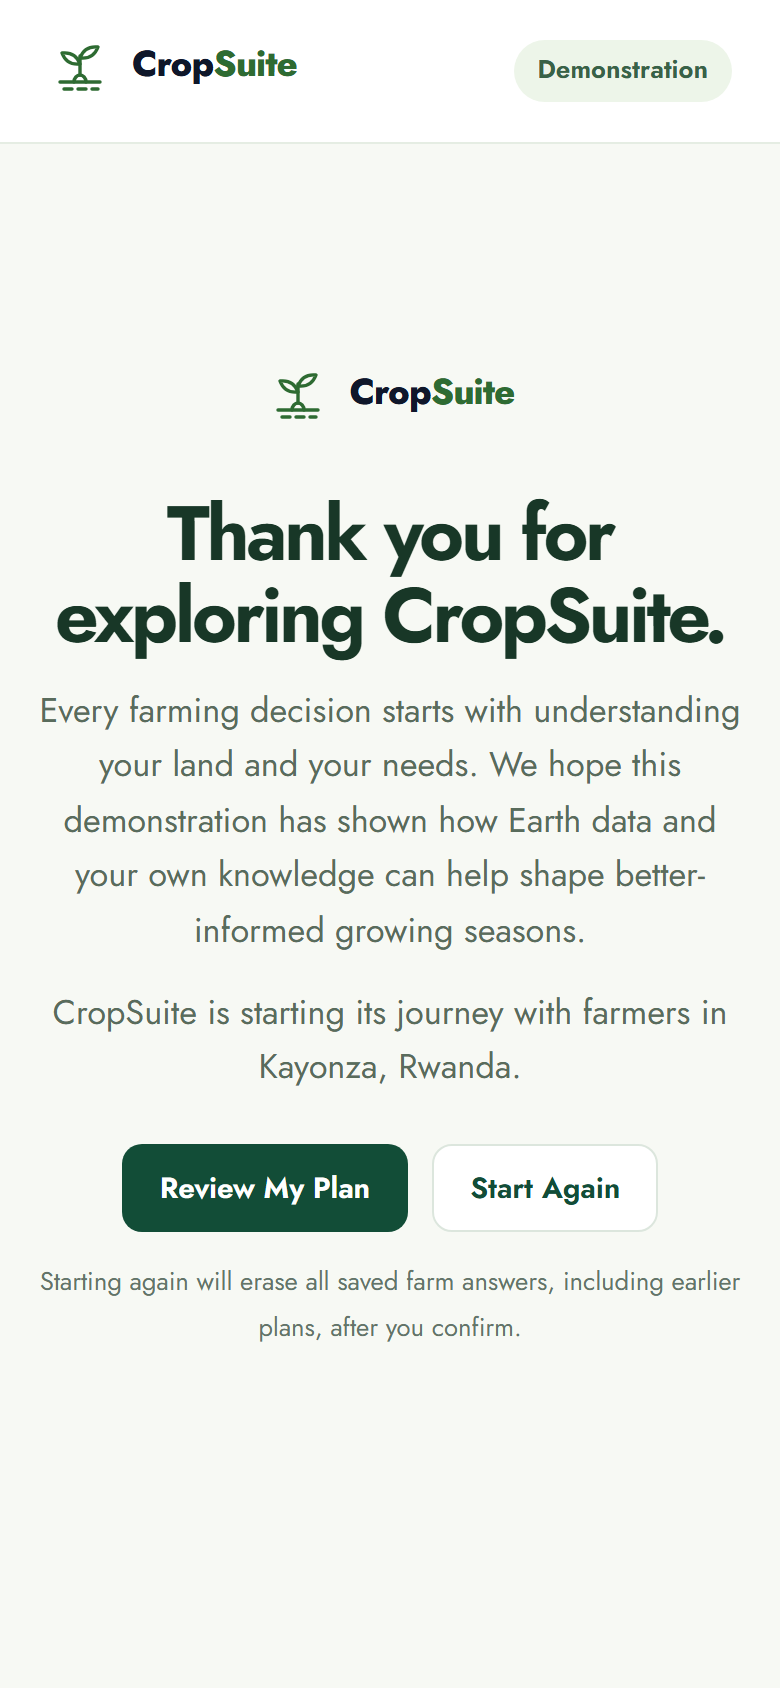 CropSuite
Demonstration
CropSuite
Thank you for
exploring CropSuite.
Every farming decision starts with understanding
your land and your needs. We hope this
demonstration has shown how Earth data and
your own knowledge can help shape better-
informed growing seasons.
CropSuite is starting its journey with farmers in
Kayonza, Rwanda.
Review My Plan
Start Again
Starting again will erase all saved farm answers, including earlier
plans, after you confirm.